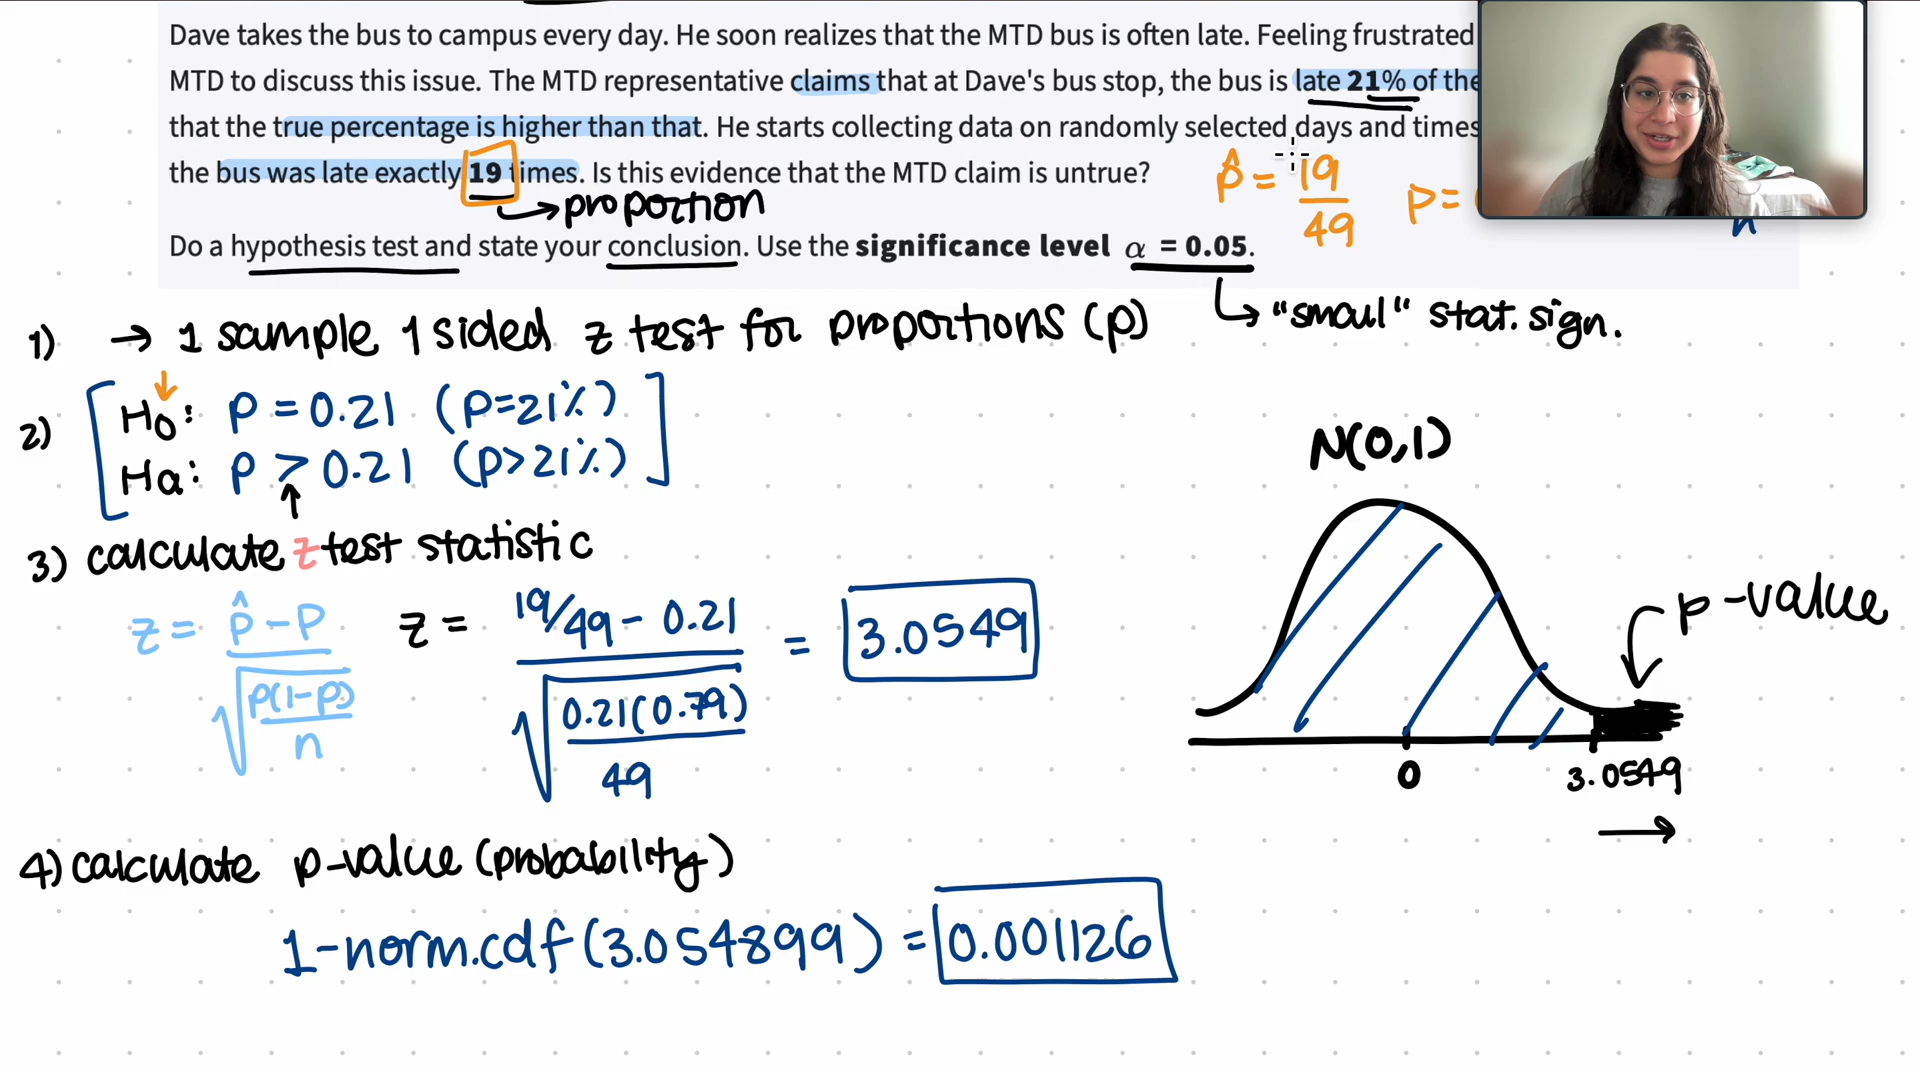 Dave takes the bus to campus every day. He soon realizes that the MTD bus is often late. Feeling frustrated
MTD to discuss this issue. The MTD representative claims that at Dave's bus stop, the bus is late 21% of the
that the true percentage is higher than that. He starts collecting data on randomly selected days and times
the bus was late exactly 19 times. Is this evidence that the MTD claim is untrue?
p̂ = 19/49 p =
n
→ proportion
Do a hypothesis test and state your conclusion. Use the significance level α = 0.05.
↳ "small" stat. sign.
1) → 1 sample 1 sided z test for proportions (p)
2) H0: p = 0.21 (p=21%)
Ha: p > 0.21 (p>21%)
N(0,1)
3) calculate z test statistic
z = p̂ - p / √(p(1-p)/n) z = 19/49 - 0.21 / √(0.21(0.79)/49) = 3.0549
p-value
0 3.0549
4) calculate p-value (probability)
1-norm.cdf(3.054899) = 0.001126